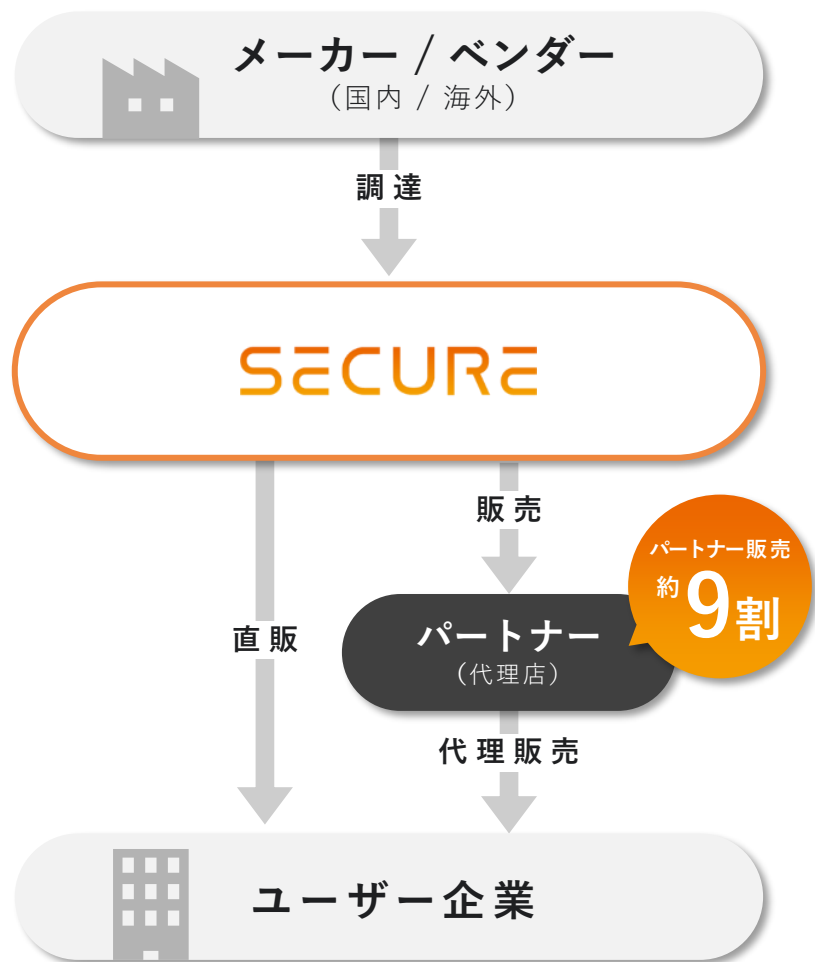 メーカー / ベンダー
（国内 / 海外）
調達
SECURE
販売
パートナー販売
約9割
直販
パートナー
（代理店）
代理販売
ユーザー企業